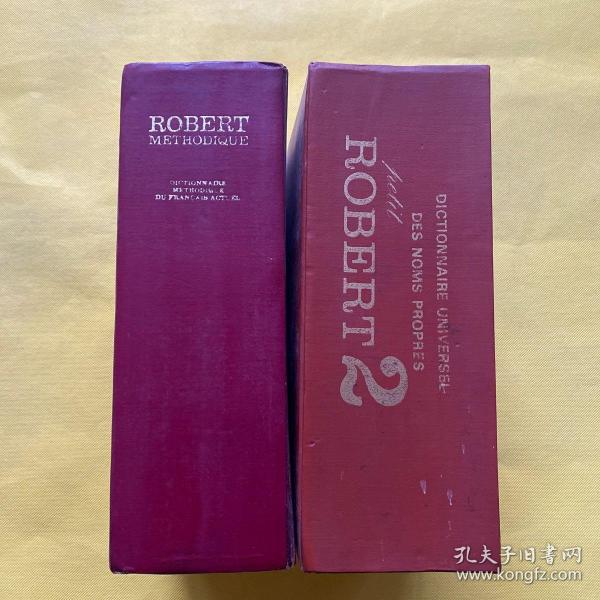 ROBERT
METHODIQUE
DICTIONNAIRE
METHODIQUE
DU FRANÇAIS ACTUEL
petit
ROBERT 2
DICTIONNAIRE UNIVERSEL
DES NOMS PROPRES
孔夫子旧书网
www.kongfz.com